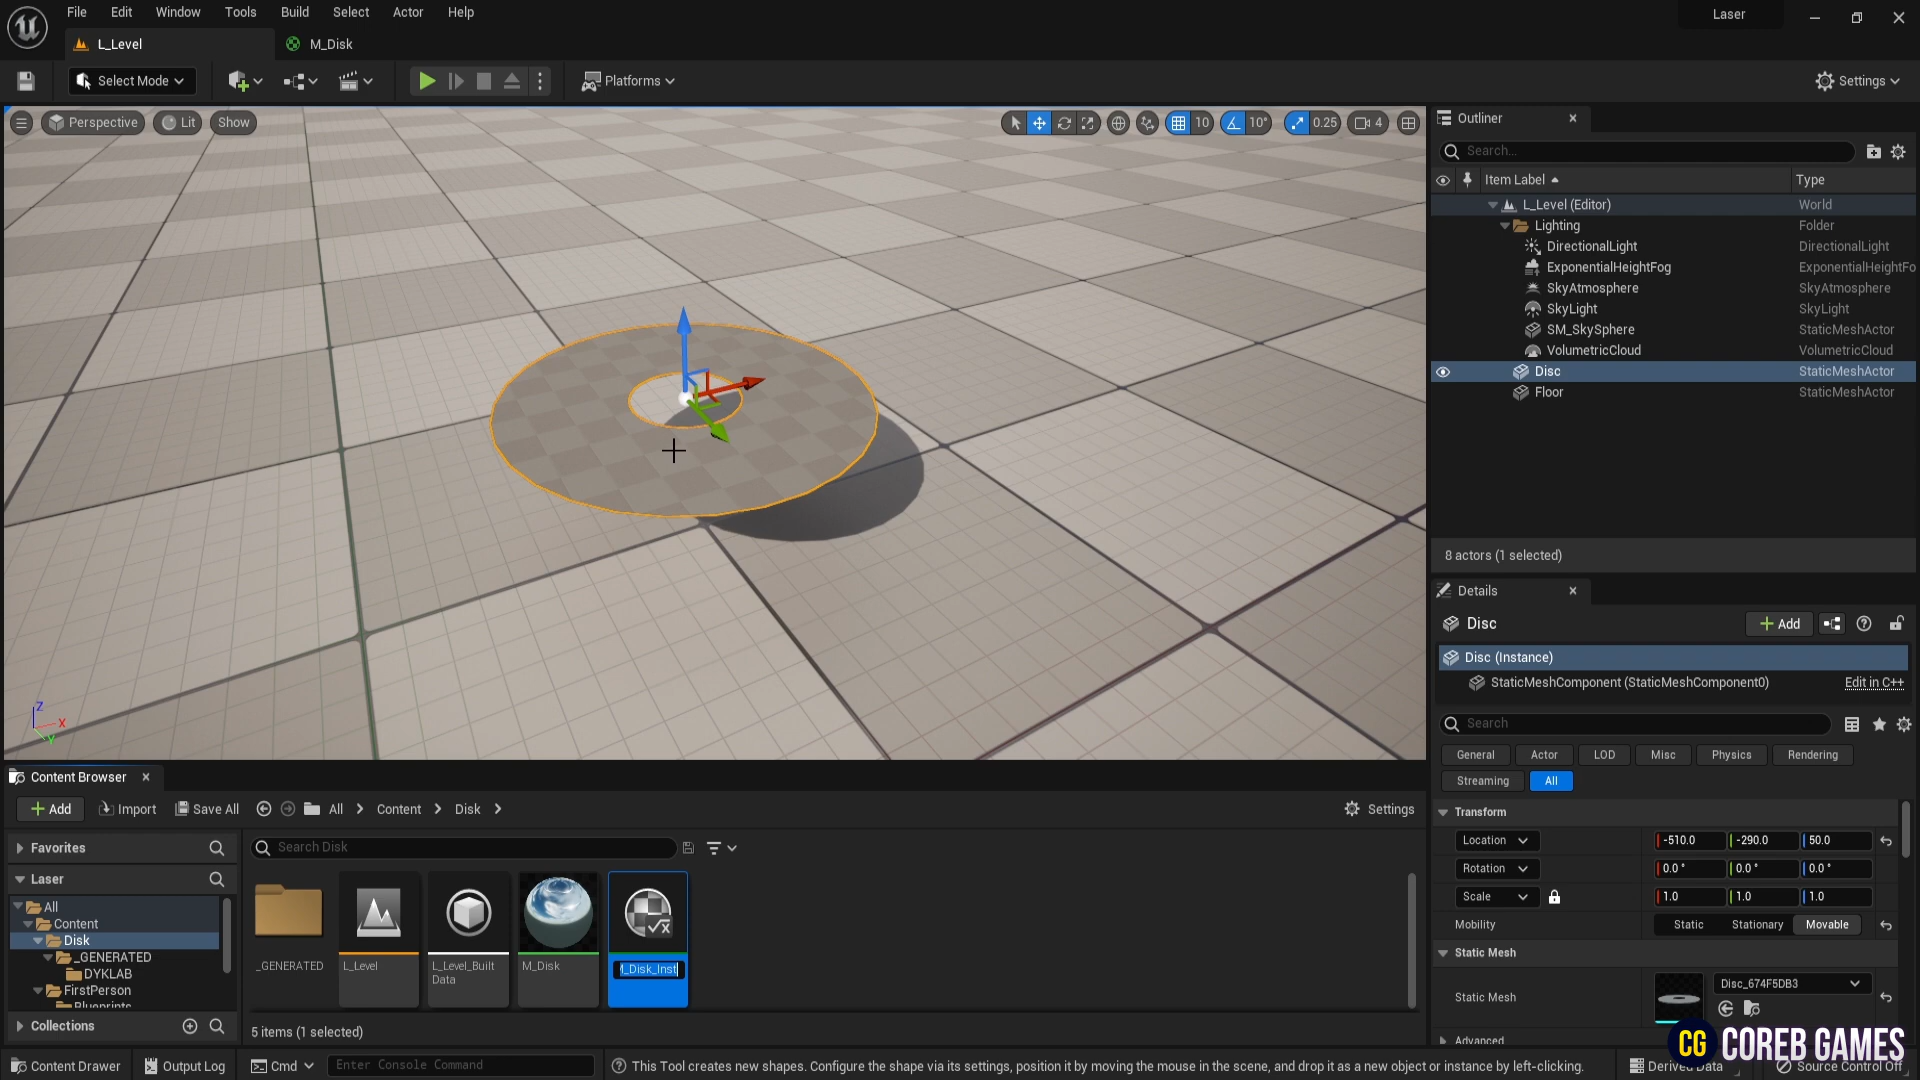 File Edit Window Tools Build Select Actor Help
Laser
L_Level
M_Disk
Select Mode
Platforms
Settings
Perspective
Lit
Show
10
10°
0.25
4
Outliner
Search...
Item Label
Type
L_Level (Editor) World
Lighting Folder
DirectionalLight DirectionalLight
ExponentialHeightFog ExponentialHeightFo
SkyAtmosphere SkyAtmosphere
SkyLight SkyLight
SM_SkySphere StaticMeshActor
VolumetricCloud VolumetricCloud
Disc StaticMeshActor
Floor StaticMeshActor
8 actors (1 selected)
Details
Disc
Add
Disc (Instance)
StaticMeshComponent (StaticMeshComponent0)
Edit in C++
Search
General Actor LOD Misc Physics Rendering
Streaming All
Transform
Location -510.0 -290.0 50.0
Rotation 0.0° 0.0° 0.0°
Scale 1.0 1.0 1.0
Mobility Static Stationary Movable
Static Mesh
Static Mesh Disc_674F5DB3
Advanced
Z
X
Y
Content Browser
Add Import Save All All Content Disk Settings
Favorites
Laser
All
Content
Disk
_GENERATED
DYKLAB
FirstPerson
Blueprints
Collections
Search Disk
_GENERATED
L_Level
L_Level_Built
Data
M_Disk
M_Disk_Inst
5 items (1 selected)
Content Drawer
Output Log
Cmd
Enter Console Command
This Tool creates new shapes. Configure the shape via its settings, position it by moving the mouse in the scene, and drop it as a new object or instance by left-clicking.
Derived Data
Source Control Off
CG COREB GAMES